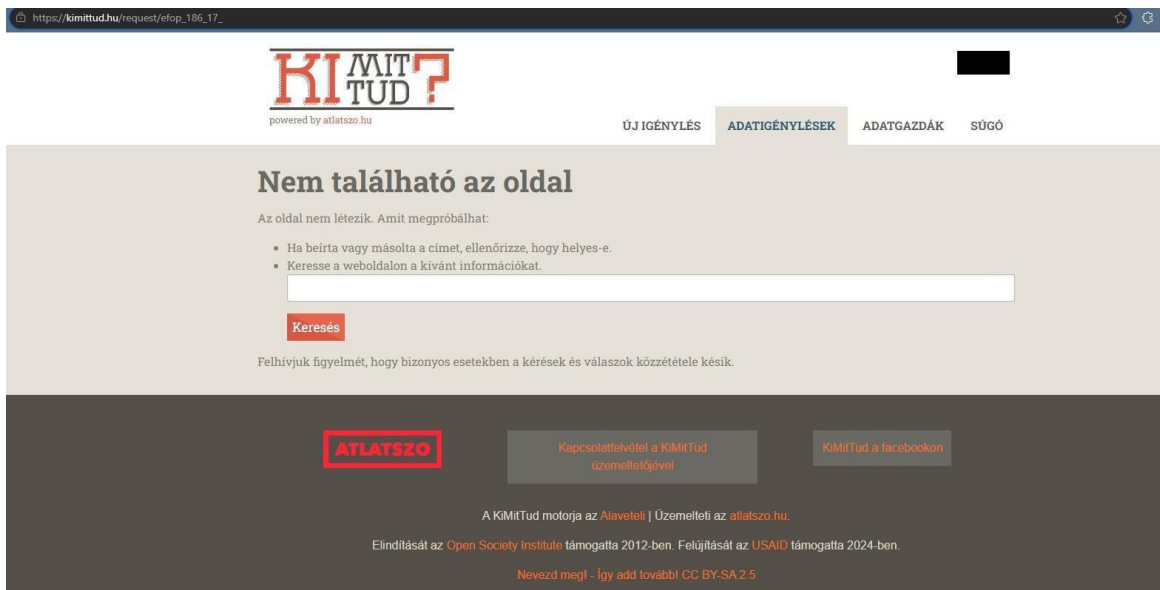 https://kimittud.hu/request/efop_186_17_
KI MIT TUD ?
powered by atlatszo.hu
ÚJ IGÉNYLÉS ADATIGÉNYLÉSEK ADATGAZDÁK SÚGÓ
Nem található az oldal
Az oldal nem létezik. Amit megpróbálhat:
• Ha beírta vagy másolta a címet, ellenőrizze, hogy helyes-e.
• Keresse a weboldalon a kívánt információkat.
Keresés
Felhívjuk figyelmét, hogy bizonyos esetekben a kérések és válaszok közzététele késik.
ATLATSZO
Kapcsolatfelvétel a KiMitTud
üzemeltetőjével
KiMitTud a facebookon
A KiMitTud motorja az Alaveteli | Üzemelteti az atlatszo.hu.
Elindítását az Open Society Institute támogatta 2012-ben. Felújítását az USAID támogatta 2024-ben.
Nevezd meg! - Így add tovább! CC BY-SA 2.5